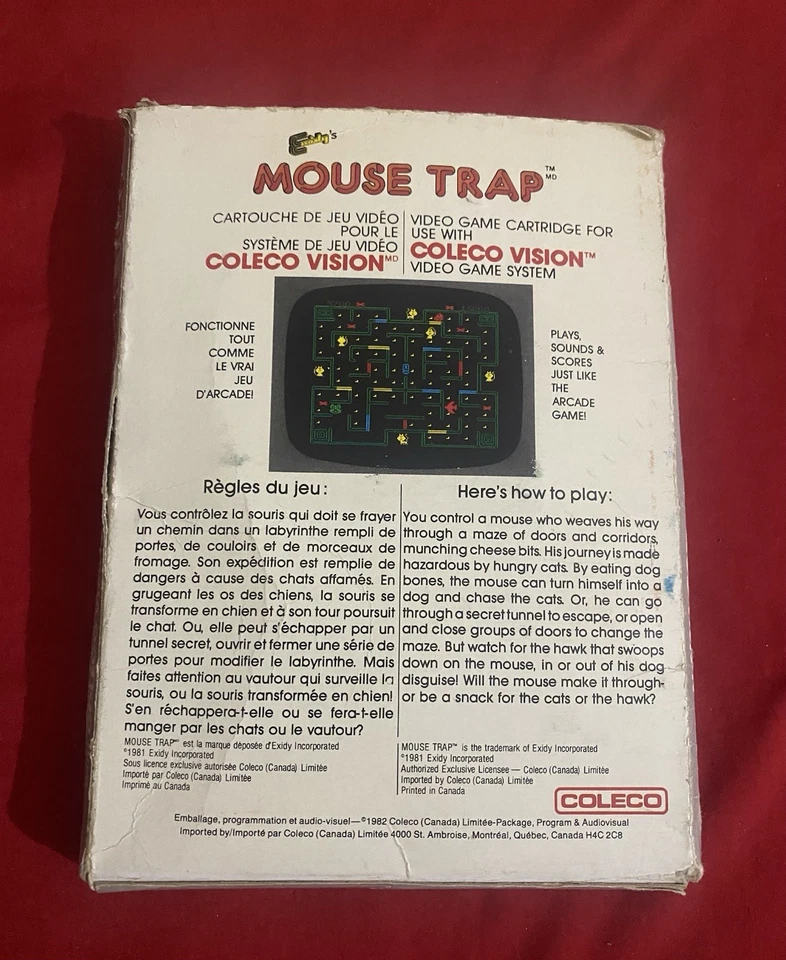 Exidy's
MOUSE TRAP™ MD
CARTOUCHE DE JEU VIDÉO
POUR LE
SYSTÈME DE JEU VIDÉO
COLECO VISION MD
VIDEO GAME CARTRIDGE FOR
USE WITH
COLECO VISION™
VIDEO GAME SYSTEM
FONCTIONNE
TOUT
COMME
LE VRAI
JEU
D'ARCADE!
PLAYS,
SOUNDS &
SCORES
JUST LIKE
THE
ARCADE
GAME!
Règles du jeu:
Vous contrôlez la souris qui doit se frayer
un chemin dans un labyrinthe rempli de
portes, de couloirs et de morceaux de
fromage. Son expédition est remplie de
dangers à cause des chats affamés. En
grugeant les os des chiens, la souris se
transforme en chien et à son tour poursuit
le chat. Ou, elle peut s'échapper par un
tunnel secret, ouvrir et fermer une série de
portes pour modifier le labyrinthe. Mais
faites attention au vautour qui surveille la
souris, ou la souris transformée en chien!
S'en réchappera-t-elle ou se fera-t-elle
manger par les chats ou le vautour?
Here's how to play:
You control a mouse who weaves his way
through a maze of doors and corridors,
munching cheese bits. His journey is made
hazardous by hungry cats. By eating dog
bones, the mouse can turn himself into a
dog and chase the cats. Or, he can go
through a secret tunnel to escape, or open
and close groups of doors to change the
maze. But watch for the hawk that swoops
down on the mouse, in or out of his dog
disguise! Will the mouse make it through-
or be a snack for the cats or the hawk?
MOUSE TRAP est la marque déposée d'Exidy Incorporated
©1981 Exidy Incorporated
Sous licence exclusive autorisée Coleco (Canada) Limitée
Importé par Coleco (Canada) Limitée
Imprimé au Canada
MOUSE TRAP™ is the trademark of Exidy Incorporated
©1981 Exidy Incorporated
Authorized Exclusive Licensee — Coleco (Canada) Limitée
Imported by Coleco (Canada) Limitée
Printed in Canada
COLECO
Emballage, programmation et audio-visuel—©1982 Coleco (Canada) Limitée-Package, Program & Audiovisual
Imported by/Importé par Coleco (Canada) Limitée 4000 St. Ambroise, Montréal, Québec, Canada H4C 2C8